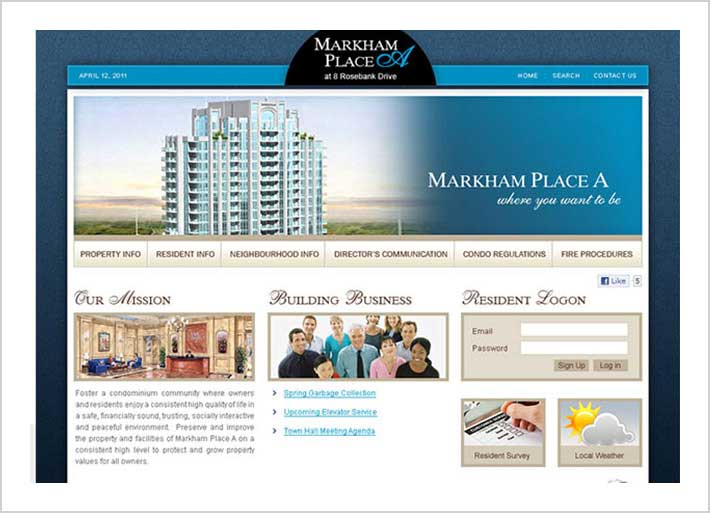 MARKHAM
PLACE A
at 8 Rosebank Drive
APRIL 12, 2011
HOME : SEARCH : CONTACT US
MARKHAM PLACE A
where you want to be
PROPERTY INFO
RESIDENT INFO
NEIGHBOURHOOD INFO
DIRECTOR'S COMMUNICATION
CONDO REGULATIONS
FIRE PROCEDURES
Like 5
OUR MISSION
Foster a condominium community where owners
and residents enjoy a consistent high quality of life in
a safe, financially sound, trusting, socially interactive
and peaceful environment. Preserve and improve
the property and facilities of Markham Place A on a
consistent high level to protect and grow property
values for all owners.
BUILDING BUSINESS
Spring Garbage Collection
Upcoming Elevator Service
Town Hall Meeting Agenda
RESIDENT LOGON
Email
Password
Sign Up Log in
Resident Survey
Local Weather